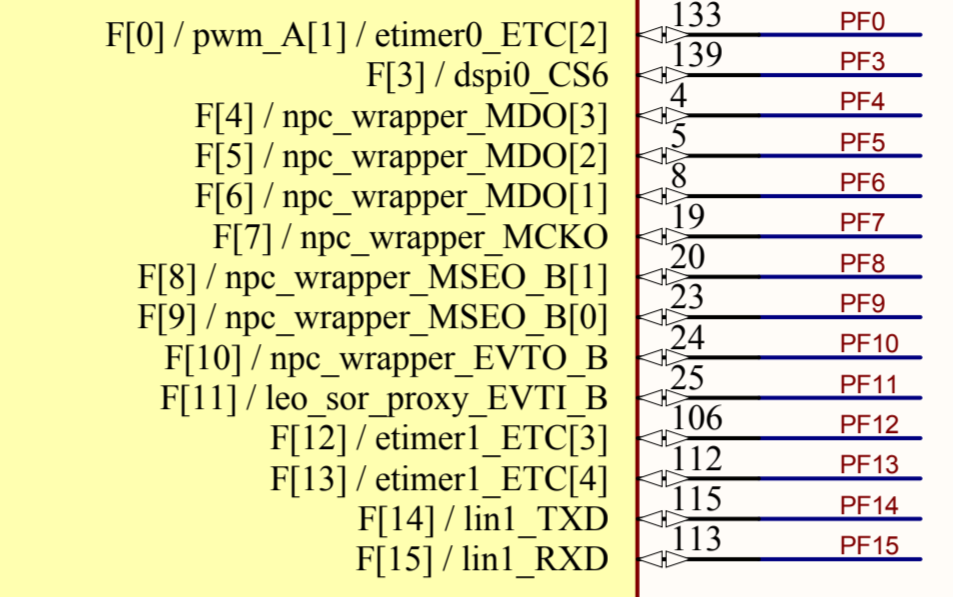 F[0] / pwm_A[1] / etimer0_ETC[2] 133 PF0
F[3] / dspi0_CS6 139 PF3
F[4] / npc_wrapper_MDO[3] 4 PF4
F[5] / npc_wrapper_MDO[2] 5 PF5
F[6] / npc_wrapper_MDO[1] 8 PF6
F[7] / npc_wrapper_MCKO 19 PF7
F[8] / npc_wrapper_MSEO_B[1] 20 PF8
F[9] / npc_wrapper_MSEO_B[0] 23 PF9
F[10] / npc_wrapper_EVTO_B 24 PF10
F[11] / leo_sor_proxy_EVTI_B 25 PF11
F[12] / etimer1_ETC[3] 106 PF12
F[13] / etimer1_ETC[4] 112 PF13
F[14] / lin1_TXD 115 PF14
F[15] / lin1_RXD 113 PF15